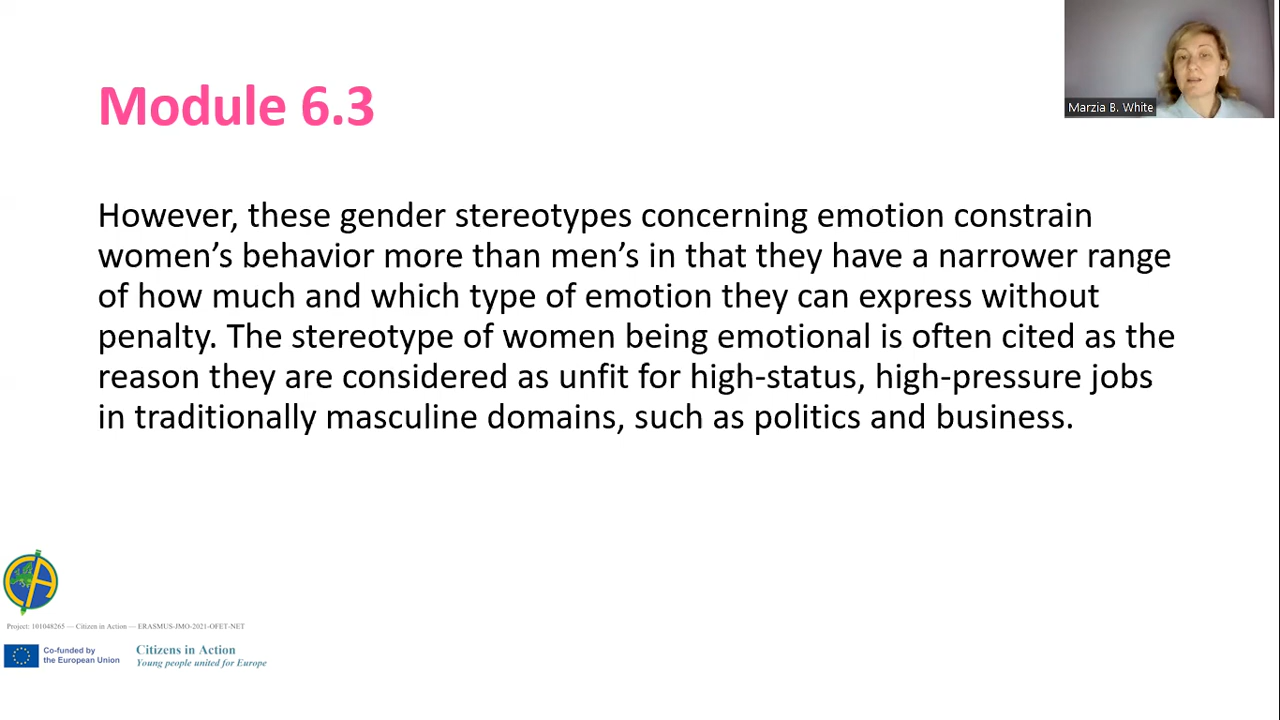 Marzia B. White
Module 6.3
However, these gender stereotypes concerning emotion constrain
women’s behavior more than men’s in that they have a narrower range
of how much and which type of emotion they can express without
penalty. The stereotype of women being emotional is often cited as the
reason they are considered as unfit for high-status, high-pressure jobs
in traditionally masculine domains, such as politics and business.
Project: 101048265 — Citizen in Action — ERASMUS-JMO-2021-OFET-NET
Co-funded by
the European Union
Citizens in Action
Young people united for Europe